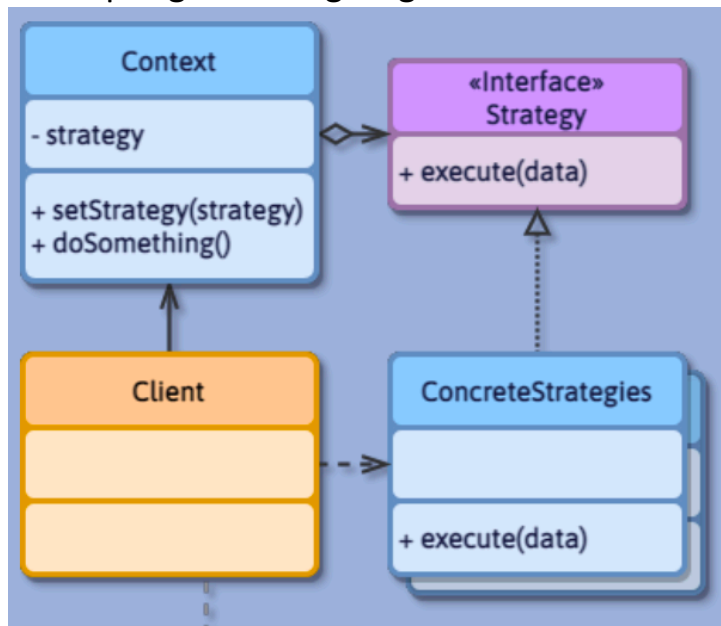 Context
- strategy
+ setStrategy(strategy)
+ doSomething()
«Interface»
Strategy
+ execute(data)
Client
ConcreteStrategies
+ execute(data)